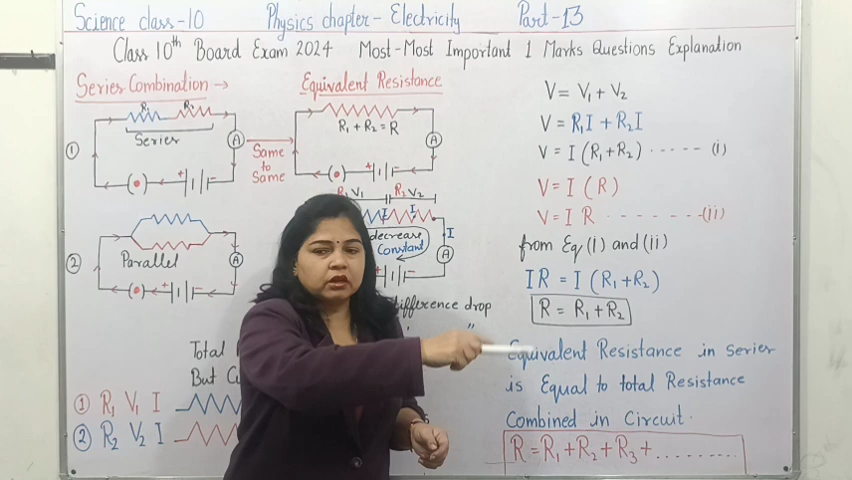 Science class-10 Physics chapter- Electricity Part-13
Class 10th Board Exam 2024 Most-Most Important 1 Marks Questions Explanation
Series Combination →
Equivalent Resistance
R1 R2
Series
A
①
Same
to
Same
R1 + R2 = R
A
②
Parallel
A
R1 V1 R2 V2
I I
decrease
Constant
I
A
difference drop
"
Total
But
① R1 V1 I
② R2 V2 I
V = V1 + V2
V = R1I + R2I
V = I (R1+R2) ..... (i)
V = I (R)
V = I R ........(ii)
from Eq (i) and (ii)
IR = I (R1+R2)
R = R1 + R2
Equivalent Resistance in Series
is Equal to total Resistance
Combined in Circuit.
R = R1+R2+R3+.........